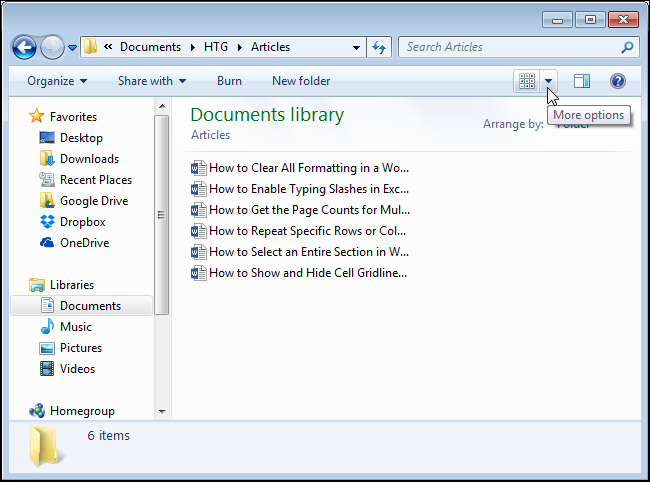 « Documents HTG Articles Search Articles
Organize Share with Burn New folder
More options
Favorites
Desktop
Downloads
Recent Places
Google Drive
Dropbox
OneDrive
Libraries
Documents
Music
Pictures
Videos
Homegroup
Documents library
Articles
Arrange by: Folder
How to Clear All Formatting in a Wo...
How to Enable Typing Slashes in Exc...
How to Get the Page Counts for Mul...
How to Repeat Specific Rows or Col...
How to Select an Entire Section in W...
How to Show and Hide Cell Gridline...
6 items